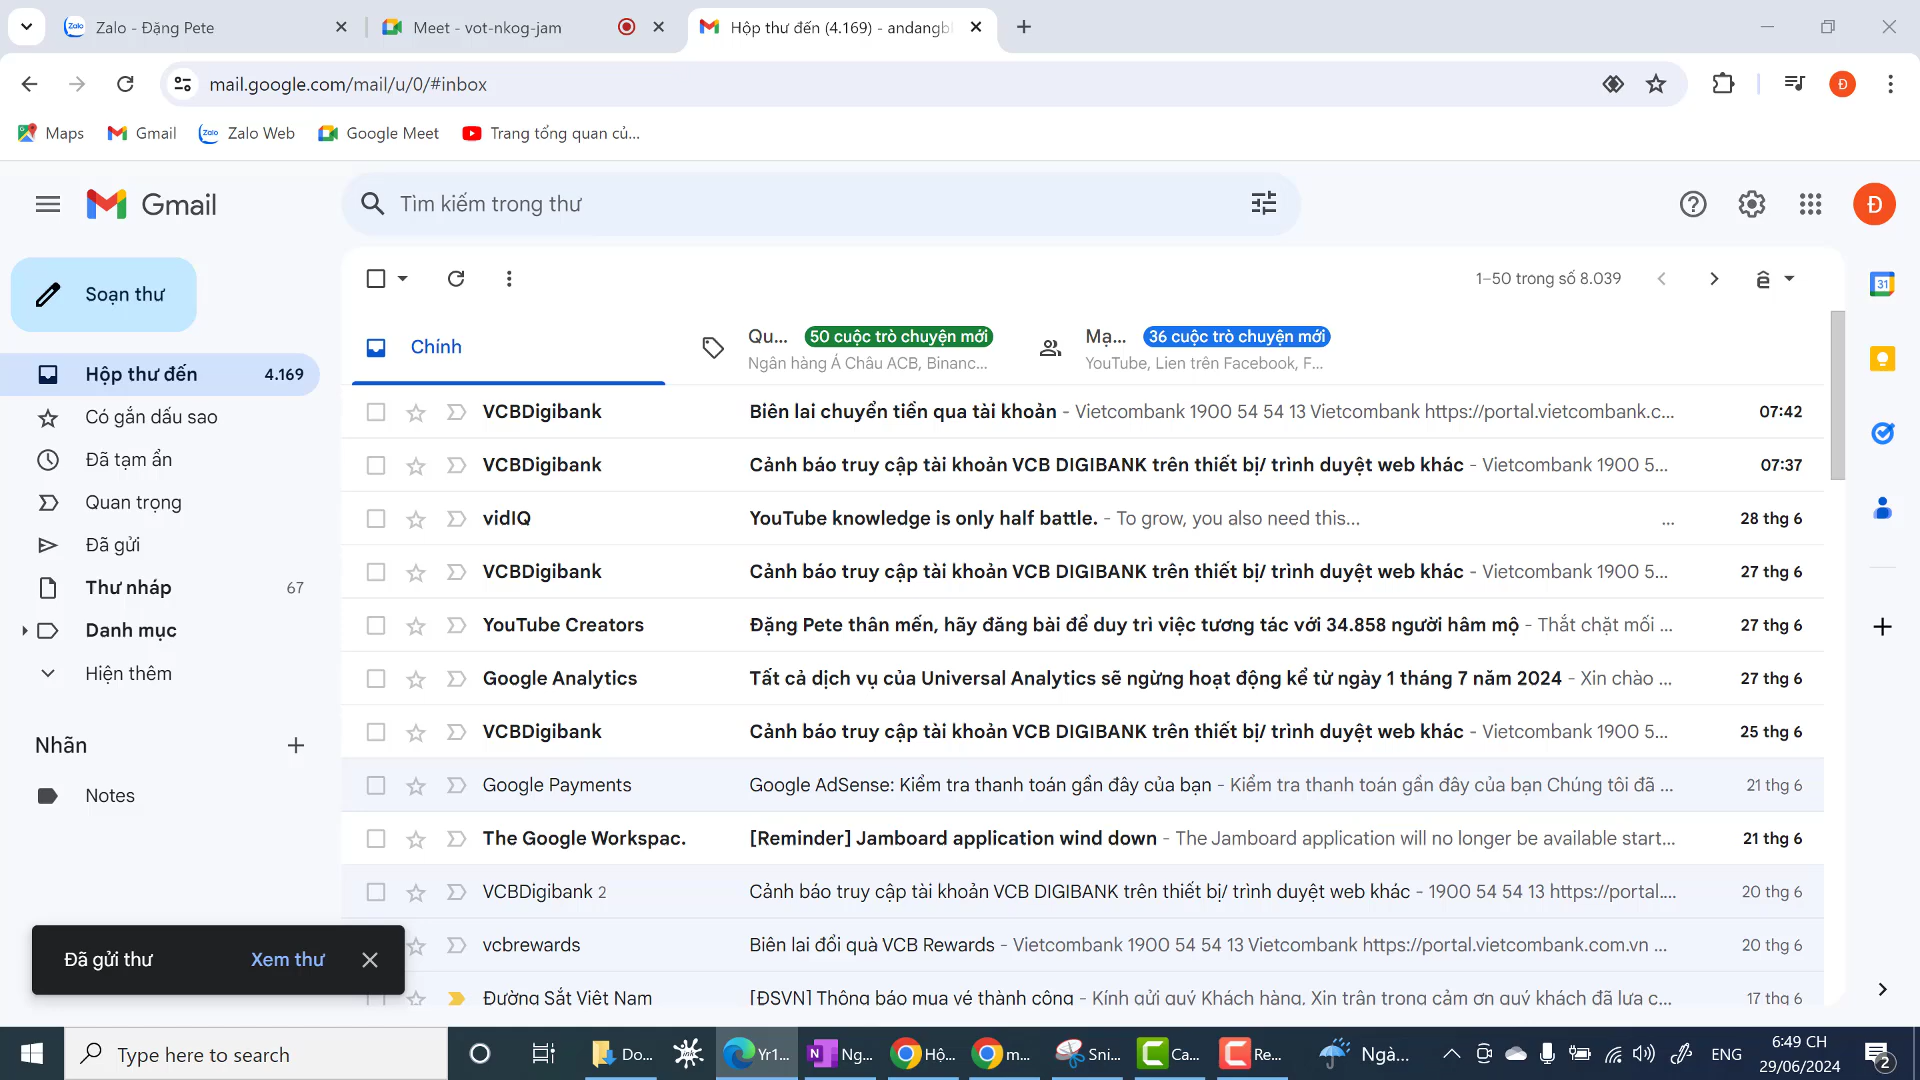 Zalo - Đặng Pete
Meet - vot-nkog-jam
Hộp thư đến (4.169) - andangb
mail.google.com/mail/u/0/#inbox
Đ
Maps
Gmail
Zalo Web
Google Meet
Trang tổng quan củ...
Gmail
Tìm kiếm trong thư
Đ
Soạn thư
1–50 trong số 8.039
ê
Chính
Qu... 50 cuộc trò chuyện mới
Ngân hàng Á Châu ACB, Binanc...
Mạ... 36 cuộc trò chuyện mới
YouTube, Lien trên Facebook, F...
Hộp thư đến 4.169
Có gắn dấu sao
Đã tạm ẩn
Quan trọng
Đã gửi
Thư nháp 67
Danh mục
Hiện thêm
Nhãn
Notes
VCBDigibank Biên lai chuyển tiền qua tài khoản - Vietcombank 1900 54 54 13 Vietcombank https://portal.vietcombank.c... 07:42
VCBDigibank Cảnh báo truy cập tài khoản VCB DIGIBANK trên thiết bị/ trình duyệt web khác - Vietcombank 1900 5... 07:37
vidIQ YouTube knowledge is only half battle. - To grow, you also need this... ... 28 thg 6
VCBDigibank Cảnh báo truy cập tài khoản VCB DIGIBANK trên thiết bị/ trình duyệt web khác - Vietcombank 1900 5... 27 thg 6
YouTube Creators Đặng Pete thân mến, hãy đăng bài để duy trì việc tương tác với 34.858 người hâm mộ - Thắt chặt mối ... 27 thg 6
Google Analytics Tất cả dịch vụ của Universal Analytics sẽ ngừng hoạt động kể từ ngày 1 tháng 7 năm 2024 - Xin chào ... 27 thg 6
VCBDigibank Cảnh báo truy cập tài khoản VCB DIGIBANK trên thiết bị/ trình duyệt web khác - Vietcombank 1900 5... 25 thg 6
Google Payments Google AdSense: Kiểm tra thanh toán gần đây của bạn - Kiểm tra thanh toán gần đây của bạn Chúng tôi đã ... 21 thg 6
The Google Workspac. [Reminder] Jamboard application wind down - The Jamboard application will no longer be available start... 21 thg 6
VCBDigibank 2 Cảnh báo truy cập tài khoản VCB DIGIBANK trên thiết bị/ trình duyệt web khác - 1900 54 54 13 https://portal.... 20 thg 6
vcbrewards Biên lai đổi quà VCB Rewards - Vietcombank 1900 54 54 13 Vietcombank https://portal.vietcombank.com.vn ... 20 thg 6
Đường Sắt Việt Nam [ĐSVN] Thông báo mua vé thành công - Kính gửi quý Khách hàng, Xin trân trọng cảm ơn quý khách đã lựa c... 17 thg 6
Đã gửi thư Xem thư
31
Type here to search
Do...
Yr1...
Ng...
Hộ...
m...
Sni...
Ca...
Re...
Ngà...
ENG
6:49 CH
29/06/2024
2